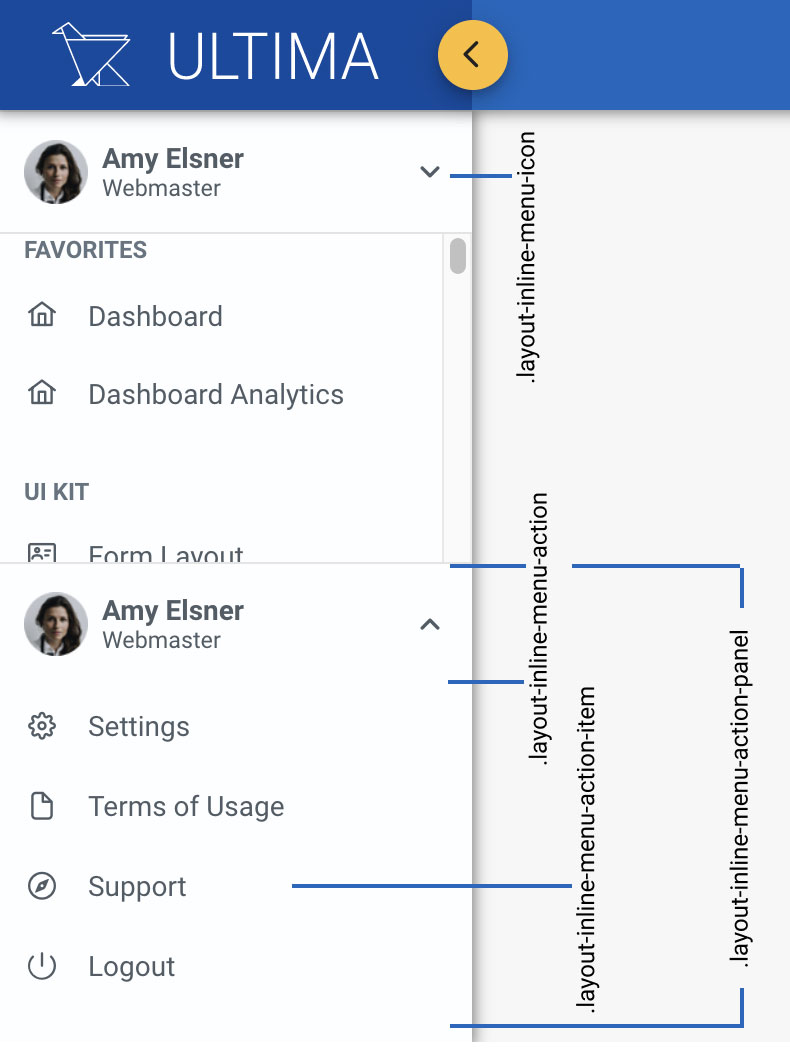 ULTIMA
Amy Elsner
Webmaster
.layout-inline-menu-icon
FAVORITES
Dashboard
Dashboard Analytics
UI KIT
Form Layout
.layout-inline-menu-action
Amy Elsner
Webmaster
Settings
Terms of Usage
Support
Logout
.layout-inline-menu-action-item
.layout-inline-menu-action-panel